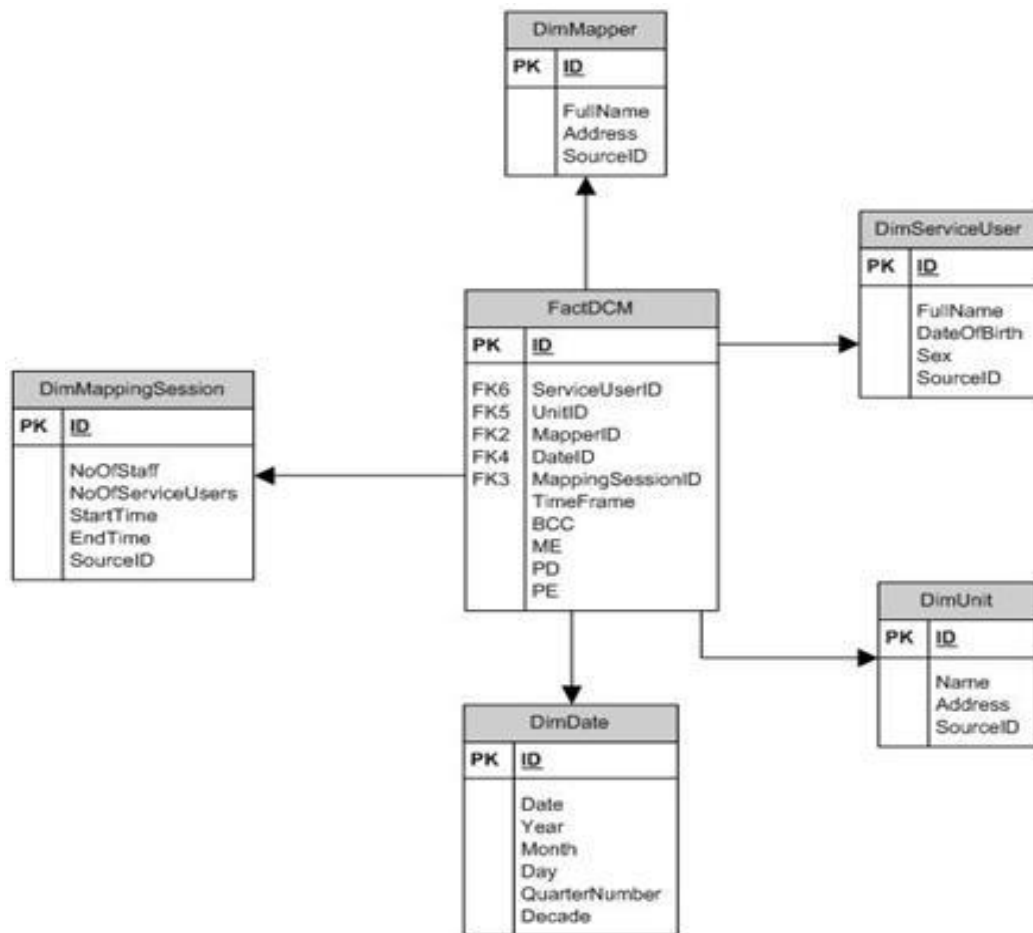 DimMapper
PK ID
FullName
Address
SourceID
DimServiceUser
PK ID
FullName
DateOfBirth
Sex
SourceID
FactDCM
PK ID
FK6 ServiceUserID
FK5 UnitID
FK2 MapperID
FK4 DateID
FK3 MappingSessionID
TimeFrame
BCC
ME
PD
PE
DimMappingSession
PK ID
NoOfStaff
NoOfServiceUsers
StartTime
EndTime
SourceID
DimUnit
PK ID
Name
Address
SourceID
DimDate
PK ID
Date
Year
Month
Day
QuarterNumber
Decade